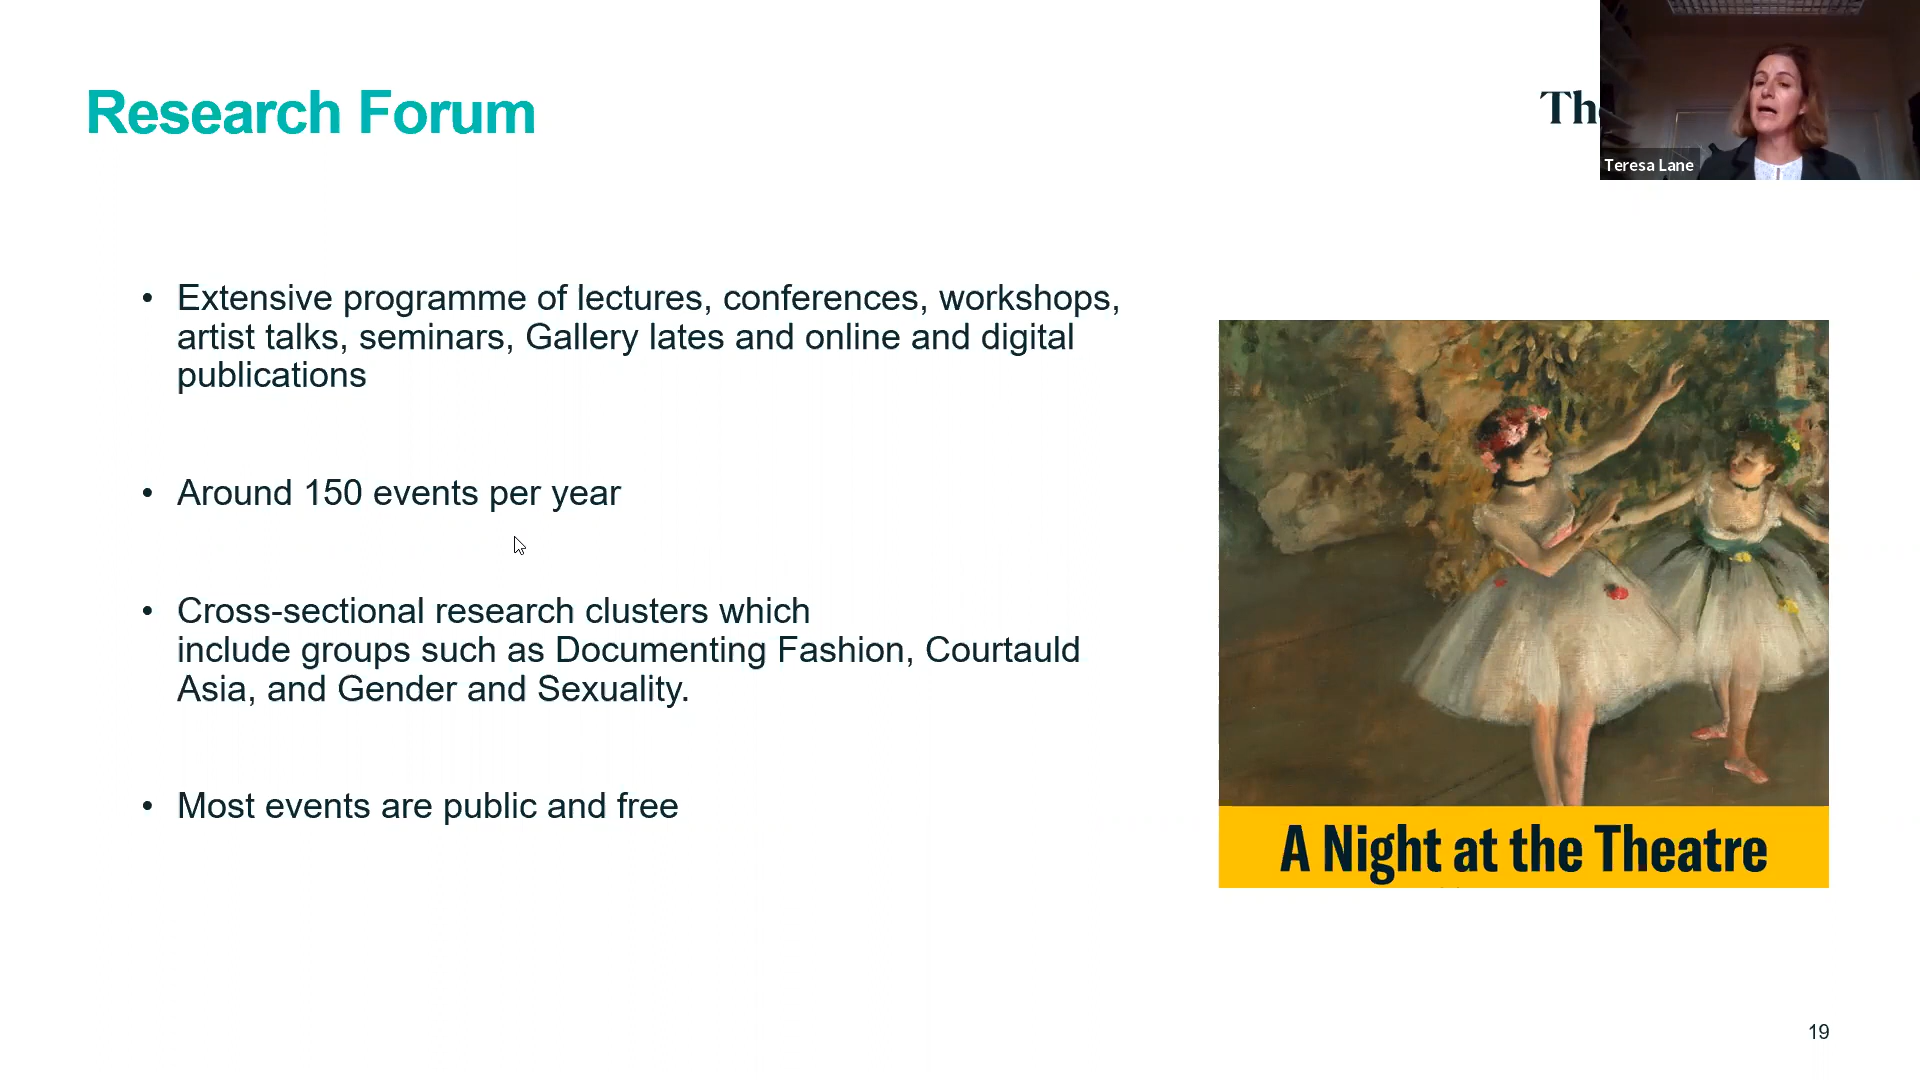 Research Forum
Teresa Lane
• Extensive programme of lectures, conferences, workshops,
artist talks, seminars, Gallery lates and online and digital
publications
• Around 150 events per year
• Cross-sectional research clusters which
include groups such as Documenting Fashion, Courtauld
Asia, and Gender and Sexuality.
• Most events are public and free
A Night at the Theatre
19